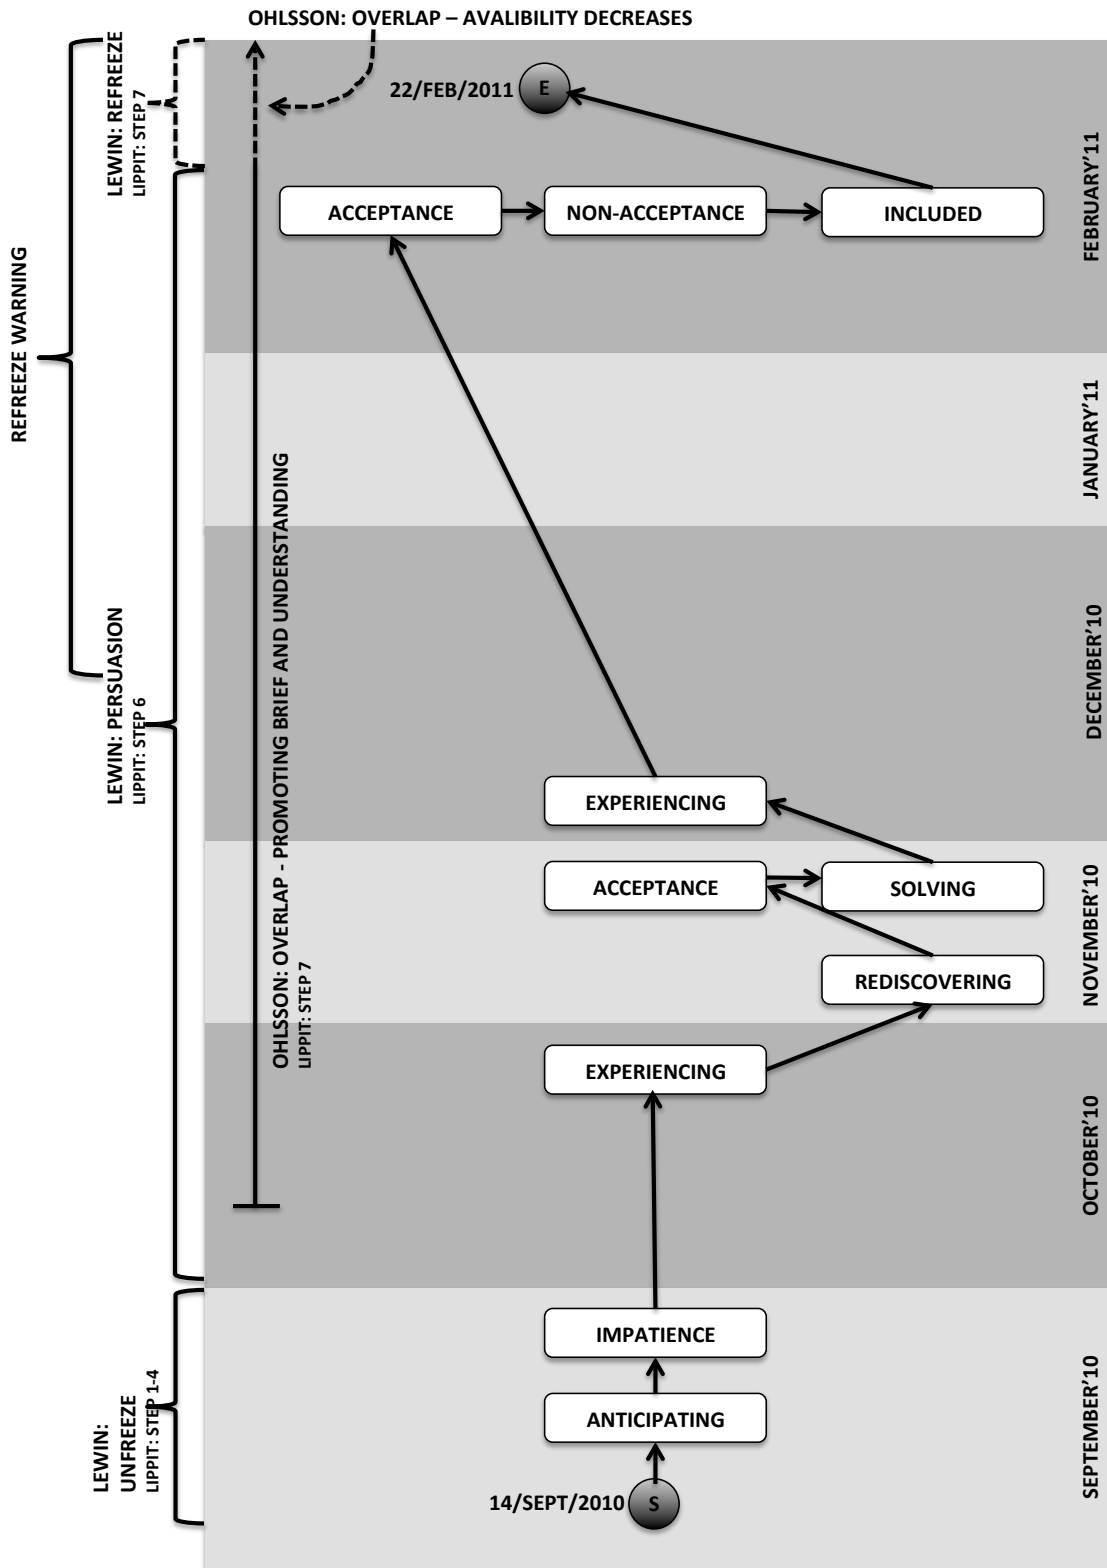 OHLSSON: OVERLAP – AVALIBILITY DECREASES
LEWIN: REFREEZE
LIPPIT: STEP 7
22/FEB/2011
E
FEBRUARY'11
ACCEPTANCE
NON-ACCEPTANCE
INCLUDED
REFREEZE WARNING
JANUARY'11
OHLSSON: OVERLAP - PROMOTING BRIEF AND UNDERSTANDING
LIPPIT: STEP 7
LEWIN: PERSUASION
LIPPIT: STEP 6
DECEMBER'10
EXPERIENCING
ACCEPTANCE
SOLVING
NOVEMBER'10
REDISCOVERING
EXPERIENCING
OCTOBER'10
IMPATIENCE
LEWIN:
UNFREEZE
LIPPIT: STEP 1-4
ANTICIPATING
SEPTEMBER'10
14/SEPT/2010
S